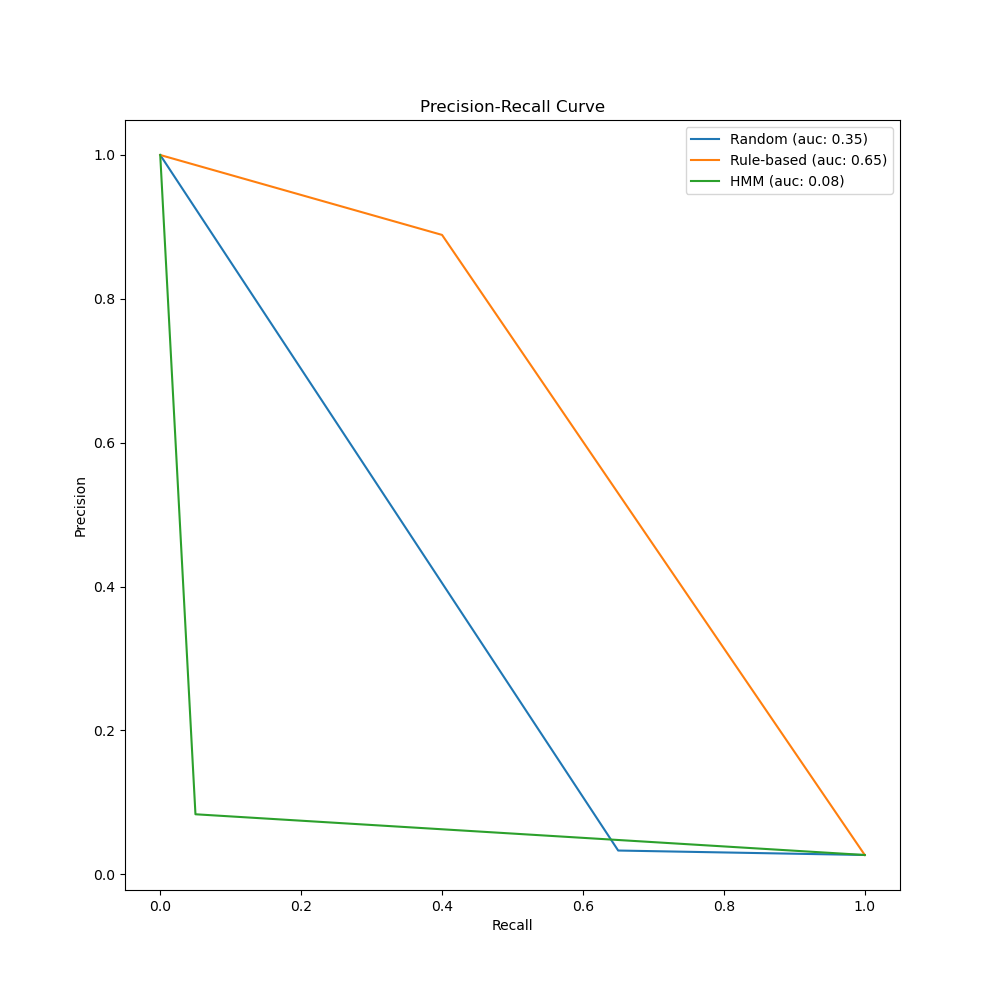 Precision-Recall Curve
Random (auc: 0.35)
Rule-based (auc: 0.65)
HMM (auc: 0.08)
Precision
1.0
0.8
0.6
0.4
0.2
0.0
0.0 0.2 0.4 0.6 0.8 1.0
Recall